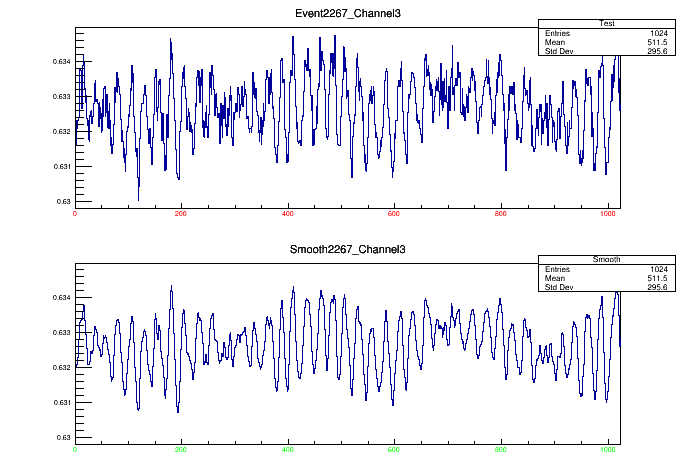 Event2267_Channel3
Test
Entries 1024
Mean 511.5
Std Dev 295.6
0.634
0.633
0.632
0.631
0.63
0 200 400 600 800 1000
Smooth2267_Channel3
Smooth
Entries 1024
Mean 511.5
Std Dev 295.6
0.634
0.633
0.632
0.631
0.63
0 200 400 600 800 1000